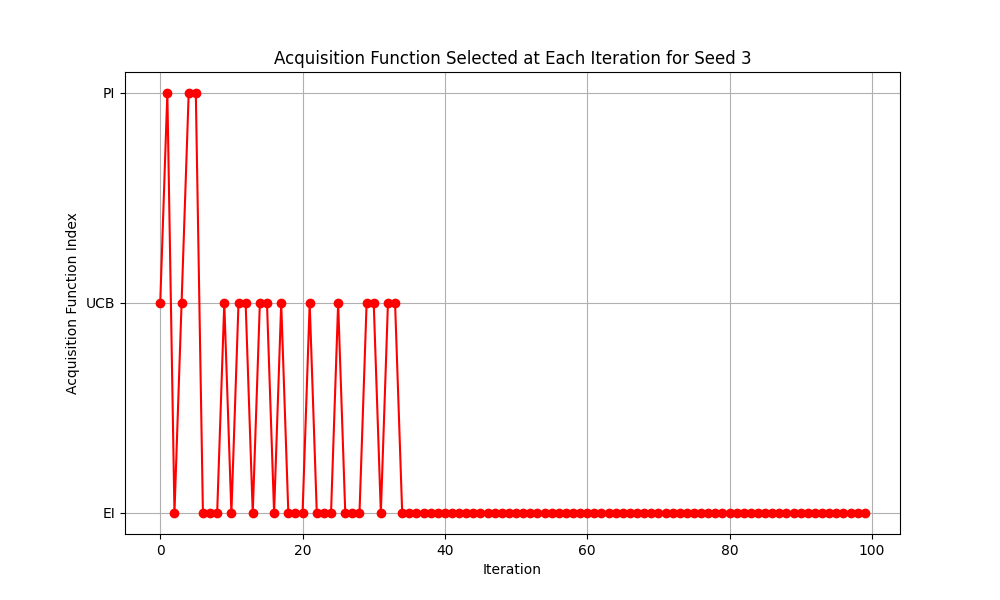 Acquisition Function Selected at Each Iteration for Seed 3
PI
UCB
EI
Acquisition Function Index
0 20 40 60 80 100
Iteration